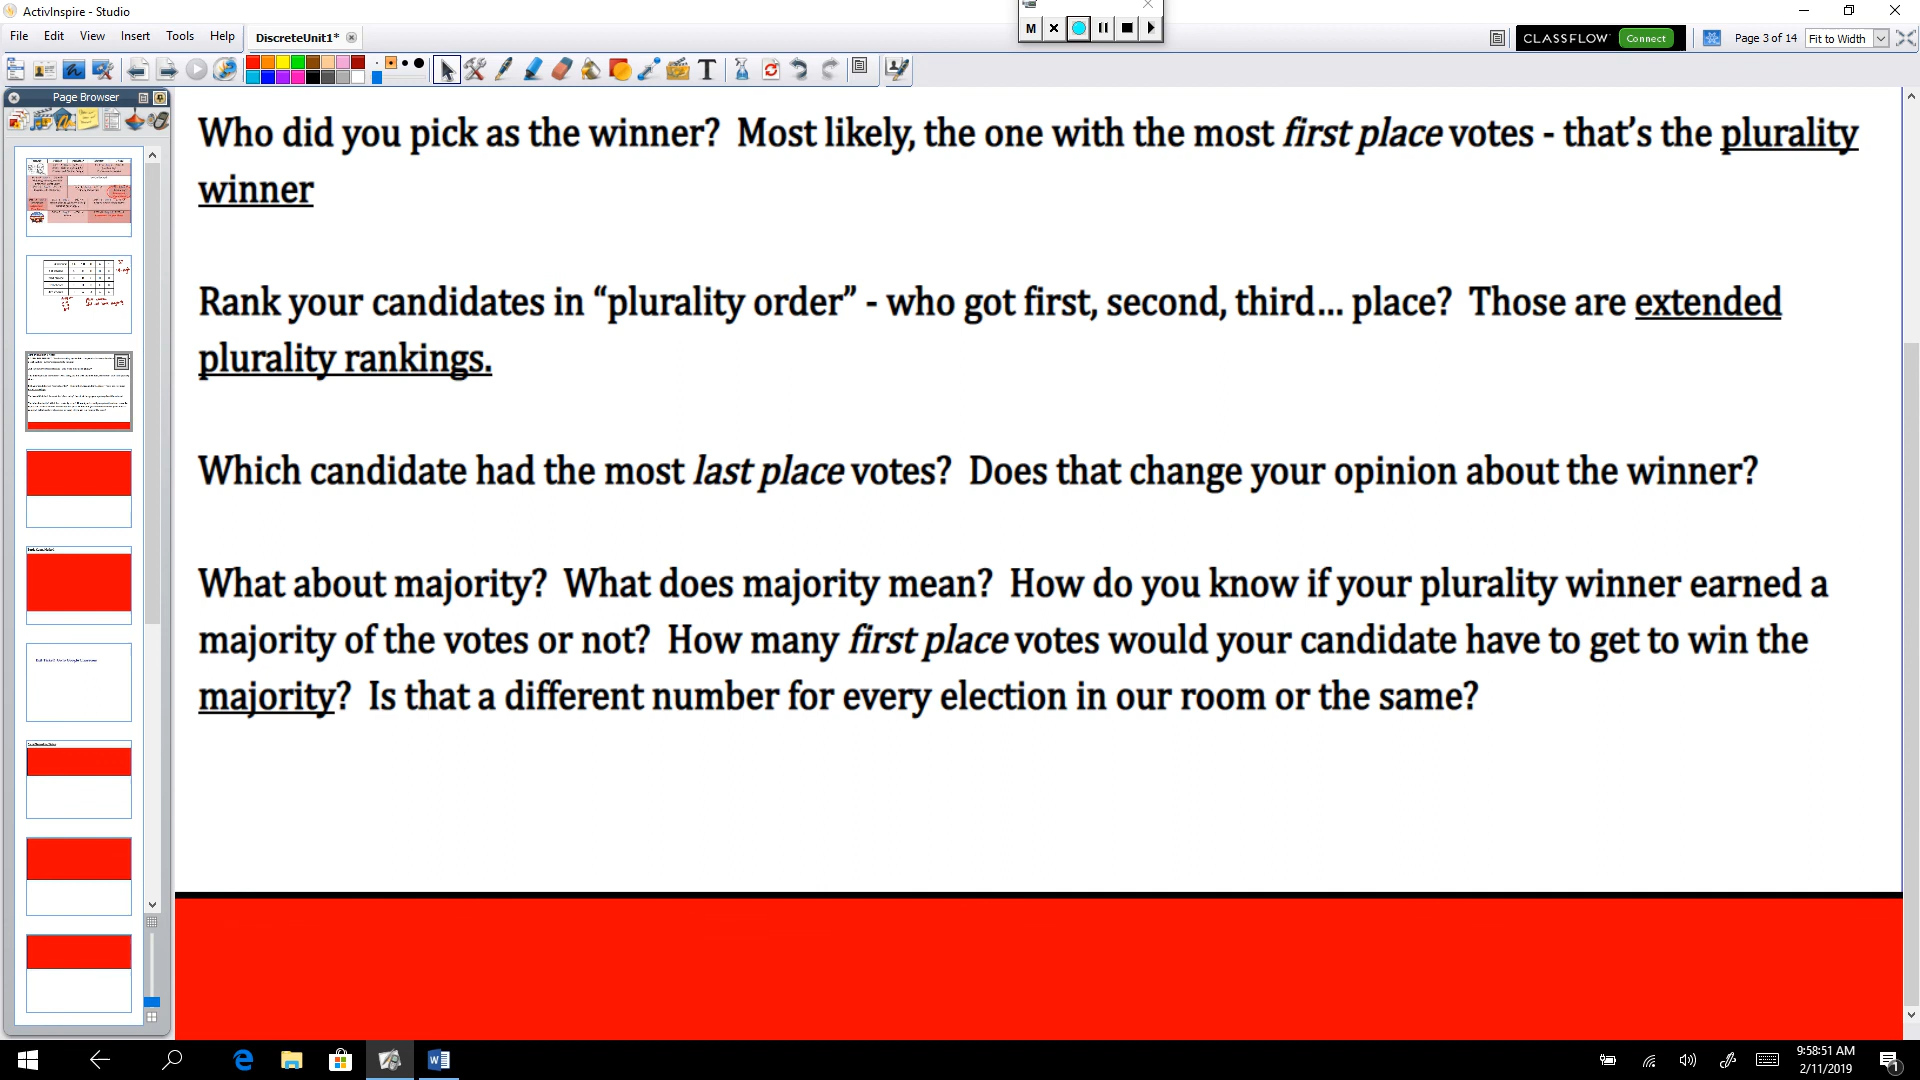 ActivInspire - Studio
File Edit View Insert Tools Help DiscreteUnit1*
M
CLASSFLOW Connect Page 3 of 14 Fit to Width
Page Browser
Who did you pick as the winner?  Most likely, the one with the most first place votes - that’s the plurality
winner
Rank your candidates in “plurality order” - who got first, second, third... place?  Those are extended
plurality rankings.
Which candidate had the most last place votes?  Does that change your opinion about the winner?
What about majority?  What does majority mean?  How do you know if your plurality winner earned a
majority of the votes or not?  How many first place votes would your candidate have to get to win the
majority?  Is that a different number for every election in our room or the same?
9:58:51 AM
2/11/2019
1